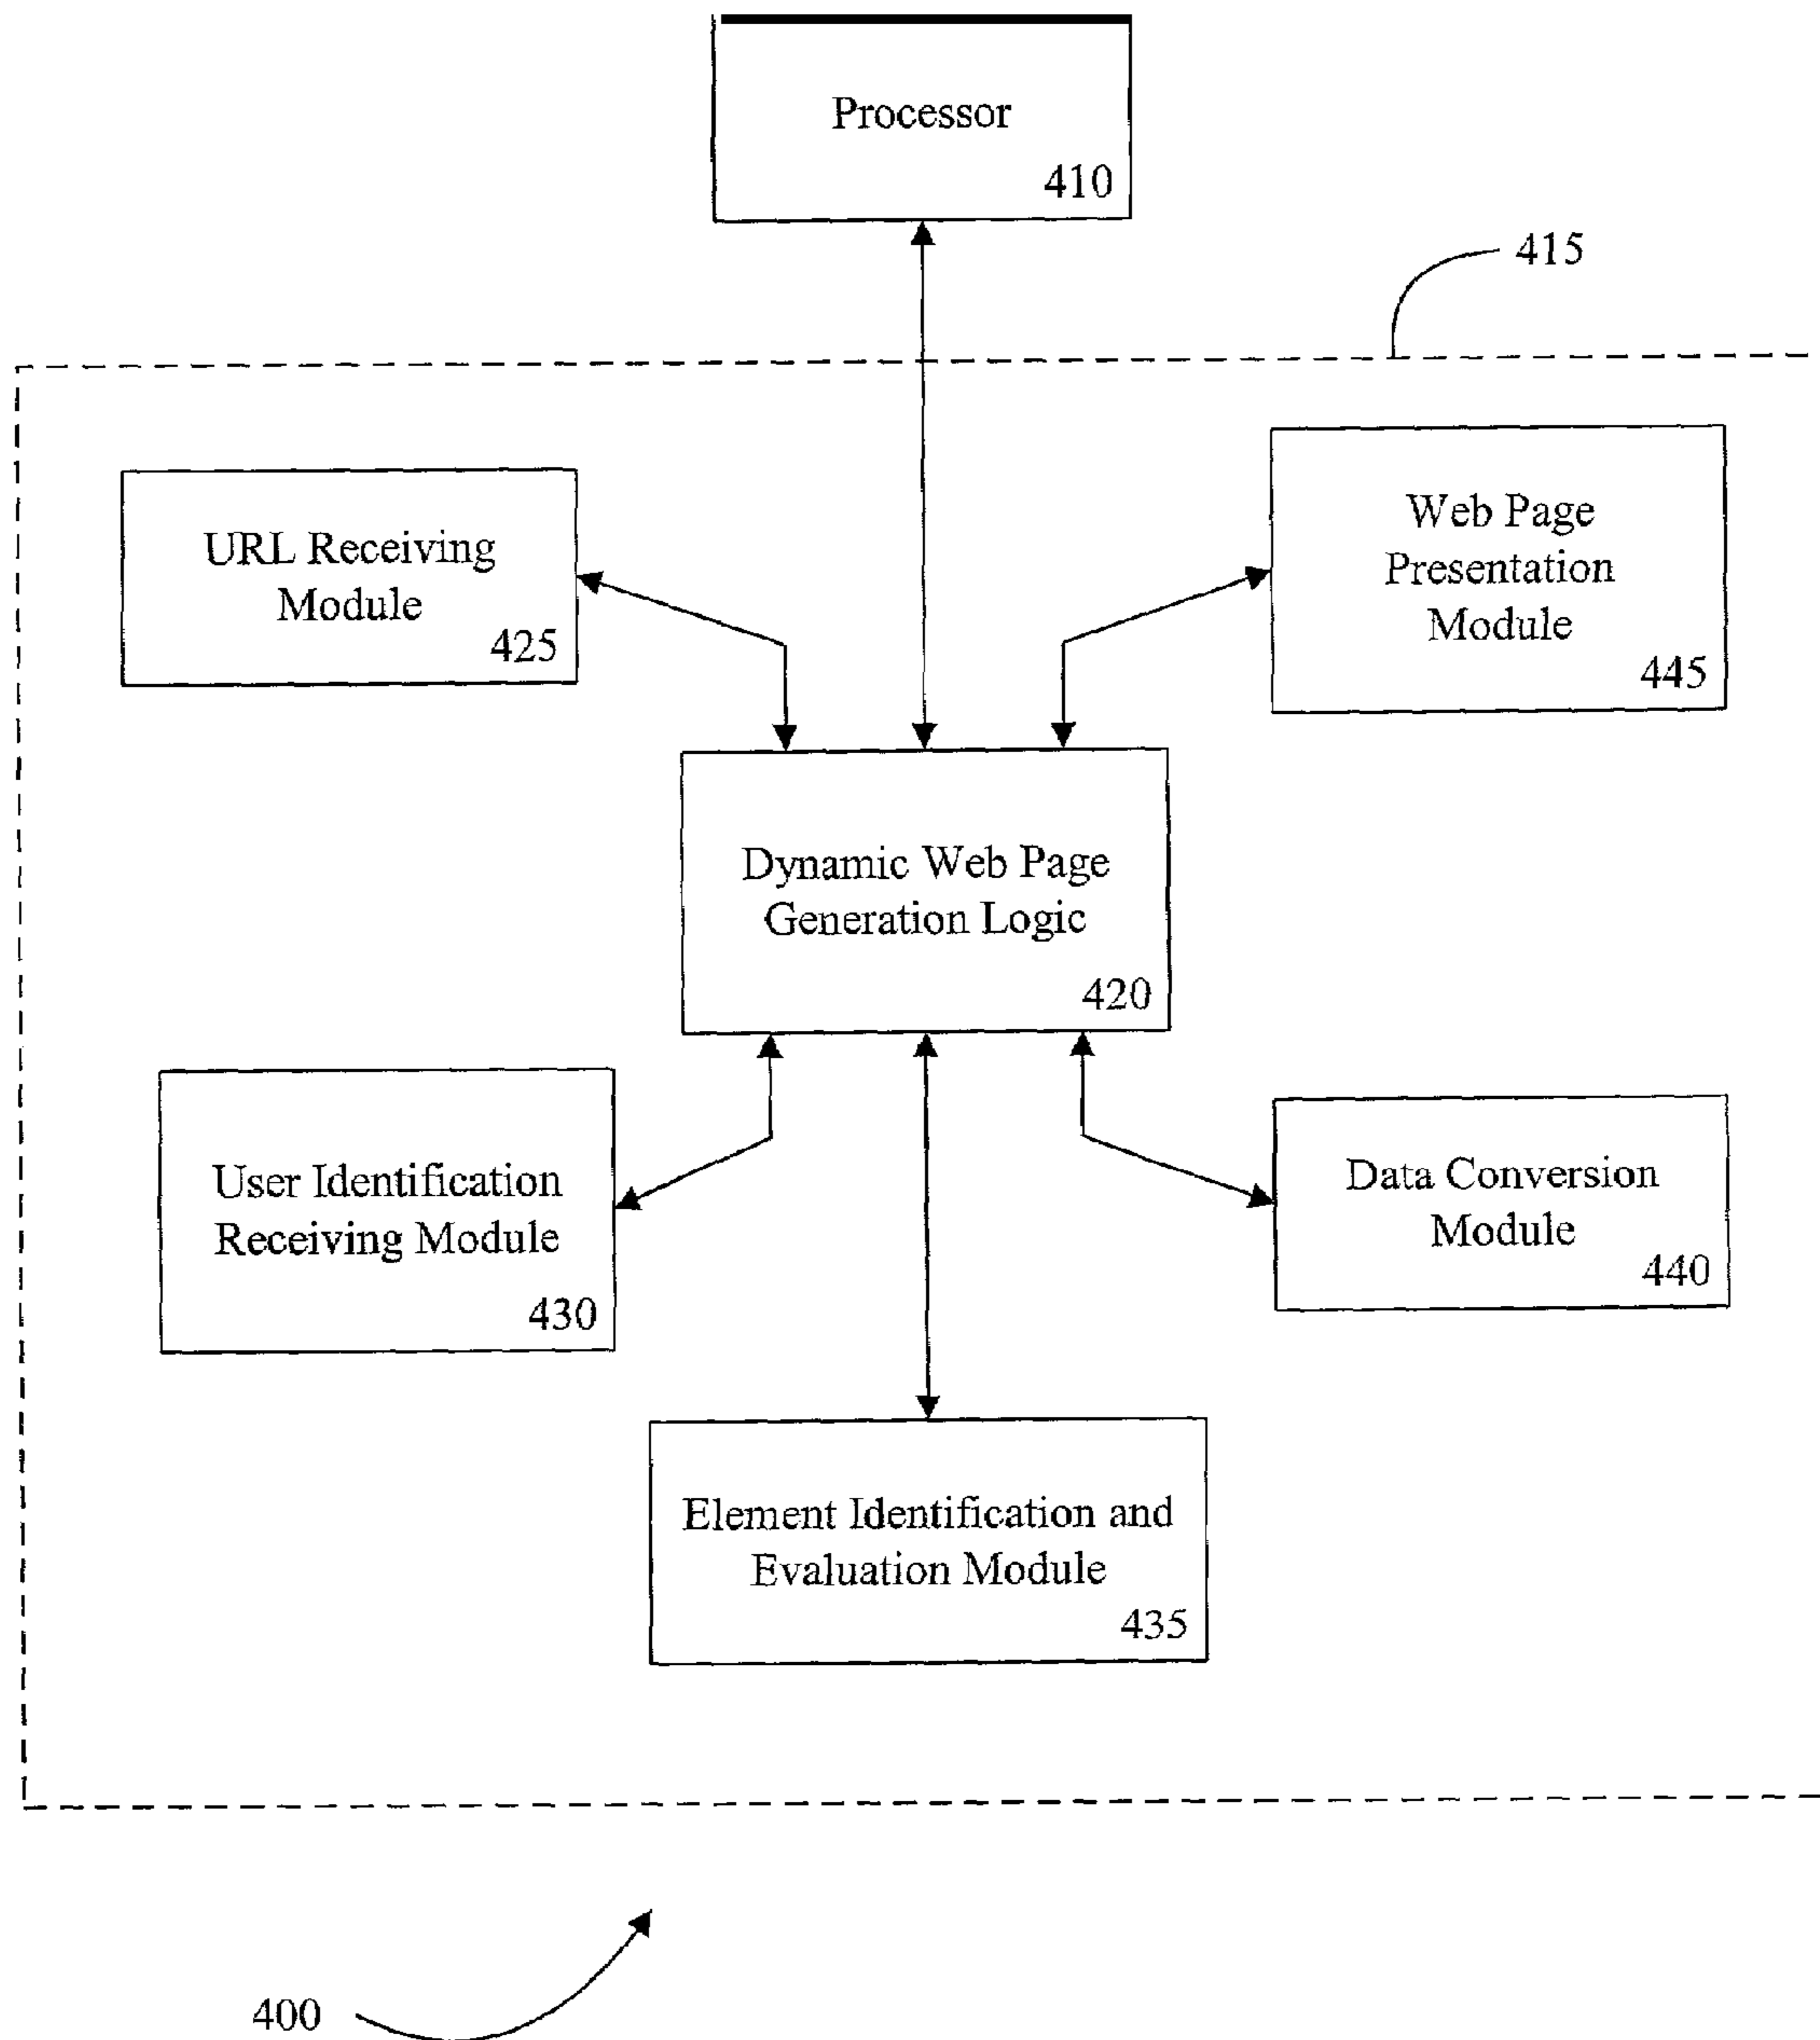 Processor
410
415
URL Receiving
Module
425
Web Page
Presentation
Module
445
Dynamic Web Page
Generation Logic
420
User Identification
Receiving Module
430
Data Conversion
Module
440
Element Identification and
Evaluation Module
435
400